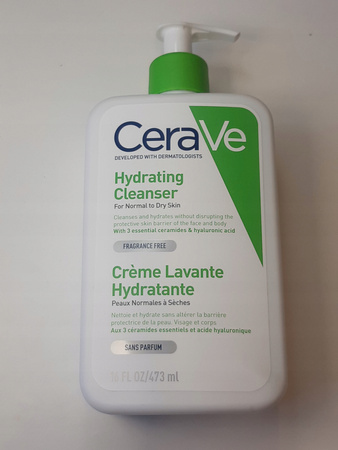 CeraVe
DEVELOPED WITH DERMATOLOGISTS
Hydrating
Cleanser
For Normal to Dry Skin
Cleanses and hydrates without disrupting the
protective skin barrier of the face and body
With 3 essential ceramides & hyaluronic acid
FRAGRANCE FREE
Crème Lavante
Hydratante
Peaux Normales à Sèches
Nettoie et hydrate sans altérer la barrière
protectrice de la peau. Visage et corps
Aux 3 céramides essentiels et acide hyaluronique
SANS PARFUM
16 FL OZ/473 ml